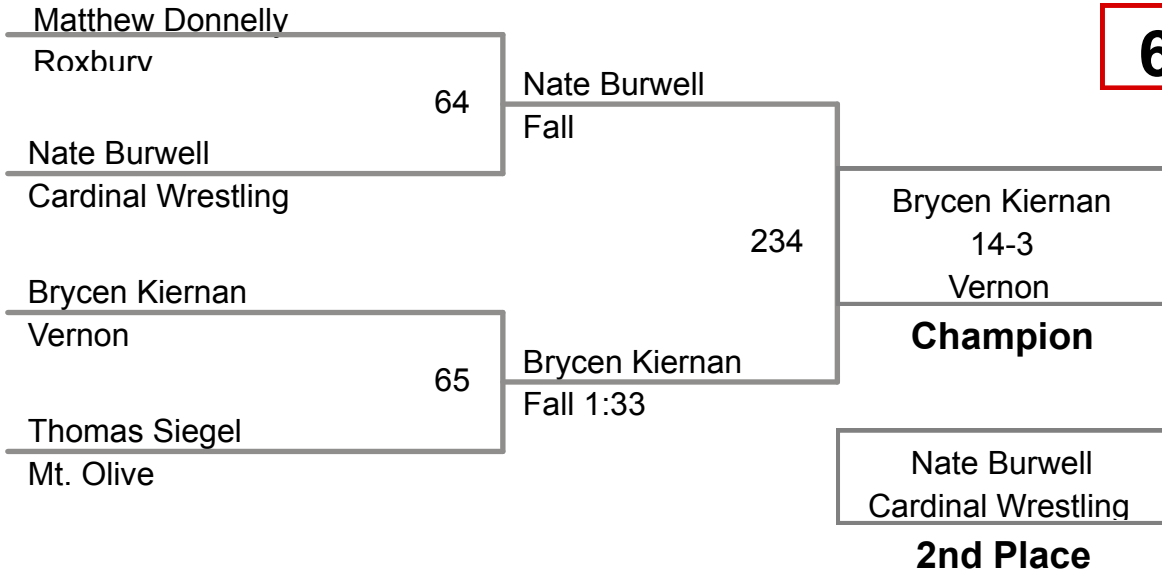 Matthew Donnelly
Roxbury
64
Nate Burwell
Cardinal Wrestling
Brycen Kiernan
Vernon
65
Thomas Siegel
Mt. Olive
Nate Burwell
Fall
234
Brycen Kiernan
Fall 1:33
6
Brycen Kiernan
14-3
Vernon
Champion
Nate Burwell
Cardinal Wrestling
2nd Place